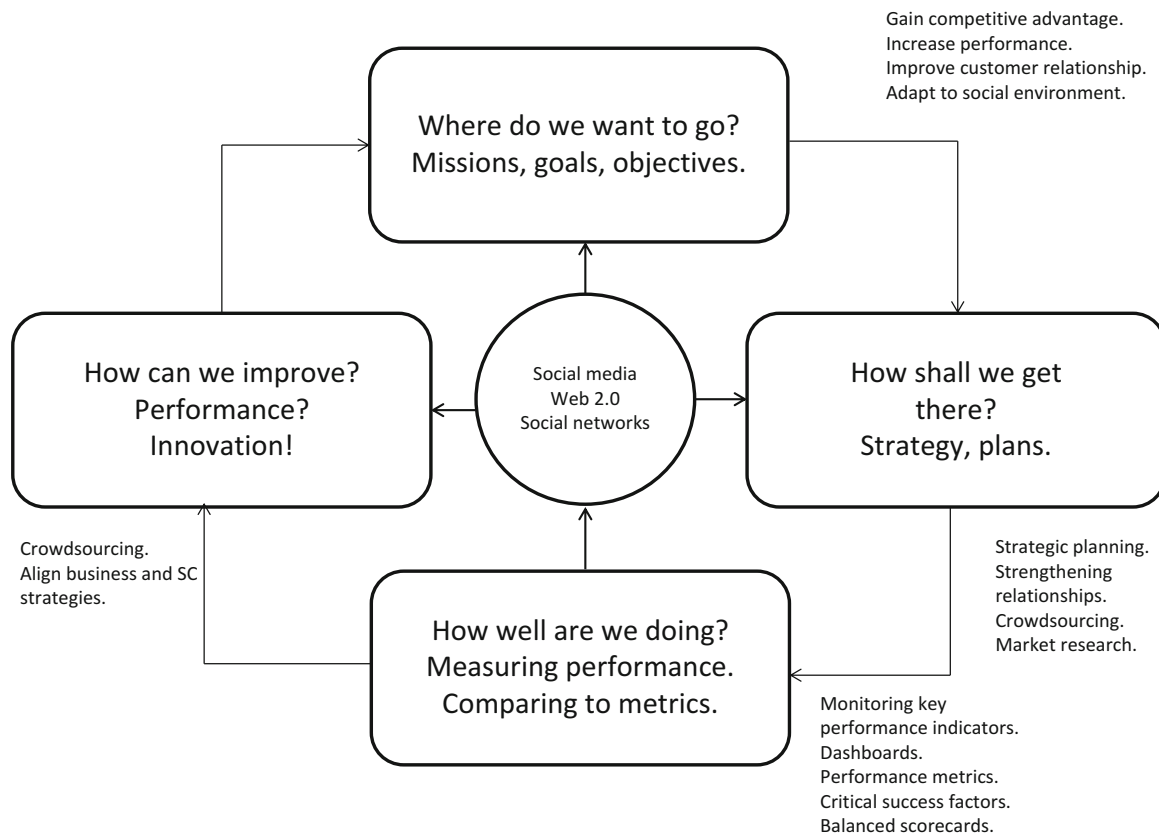 Gain competitive advantage.
Increase performance.
Improve customer relationship.
Adapt to social environment.
Where do we want to go?
Missions, goals, objectives.
How can we improve?
Performance?
Innovation!
Social media
Web 2.0
Social networks
How shall we get
there?
Strategy, plans.
Crowdsourcing.
Align business and SC
strategies.
How well are we doing?
Measuring performance.
Comparing to metrics.
Strategic planning.
Strengthening
relationships.
Crowdsourcing.
Market research.
Monitoring key
performance indicators.
Dashboards.
Performance metrics.
Critical success factors.
Balanced scorecards.